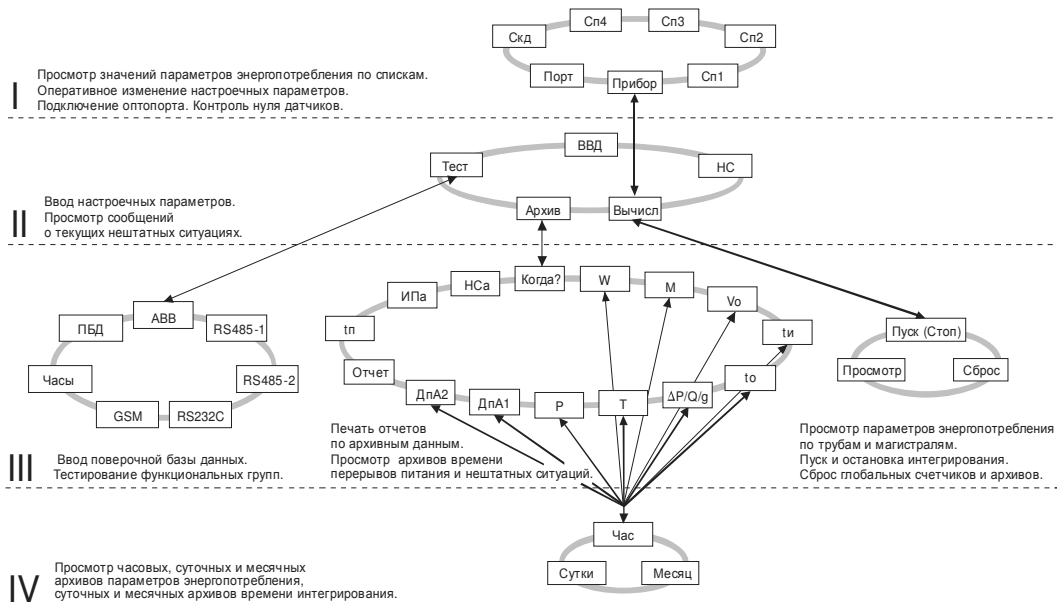 Сп4
Сп3
Скд
Сп2
Порт
Прибор
Сп1
I
Просмотр значений параметров энергопотребления по спискам.
Оперативное изменение настроечных параметров.
Подключение оптопорта. Контроль нуля датчиков.
ВВД
Тест
НС
Архив
Вычисл
II
Ввод настроечных параметров.
Просмотр сообщений
о текущих нештатных ситуациях.
АВВ
ПБД
RS485-1
Часы
RS485-2
GSM
RS232C
Когда?
W
НСа
M
ИПа
Vo
tп
tи
Отчет
to
ДпА2
ДпА1
P
T
ΔP/Q/g
Пуск (Стоп)
Просмотр
Сброс
III
Ввод поверочной базы данных.
Тестирование функциональных групп.
Печать отчетов
по архивным данным.
Просмотр архивов времени
перерывов питания и нештатных ситуаций.
Просмотр параметров энергопотребления
по трубам и магистралям.
Пуск и остановка интегрирования.
Сброс глобальных счетчиков и архивов.
Час
Сутки
Месяц
IV
Просмотр часовых, суточных и месячных
архивов параметров энергопотребления,
суточных и месячных архивов времени интегрирования.